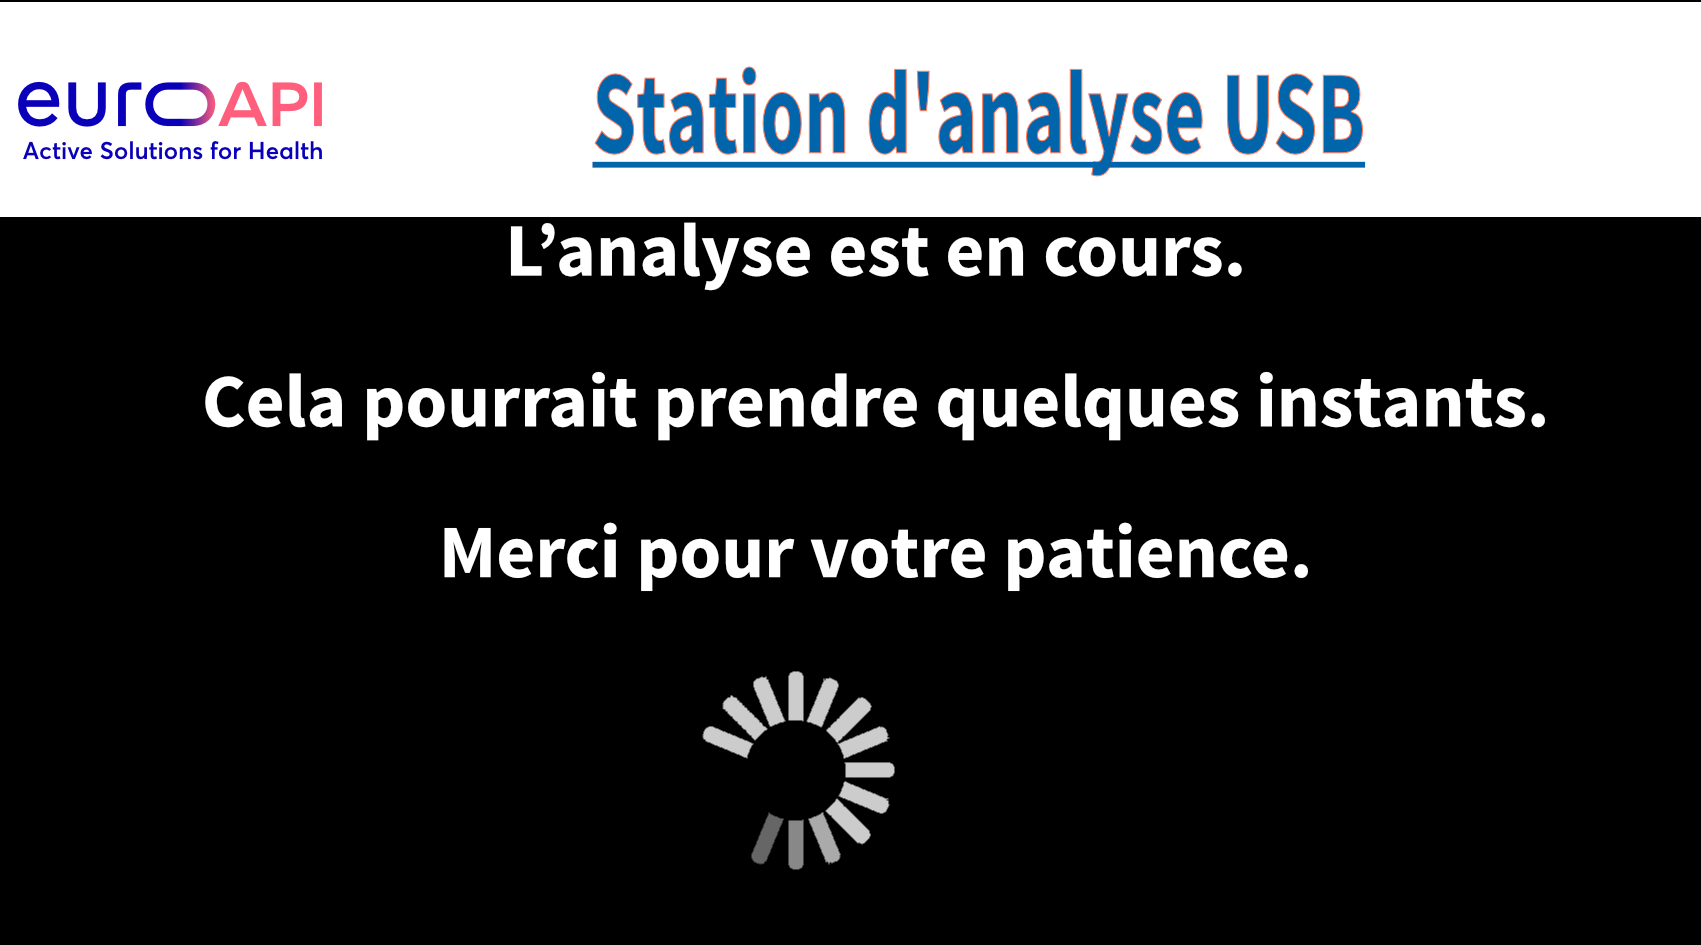 euroAPI
Active Solutions for Health
Station d'analyse USB
L’analyse est en cours.
Cela pourrait prendre quelques instants.
Merci pour votre patience.